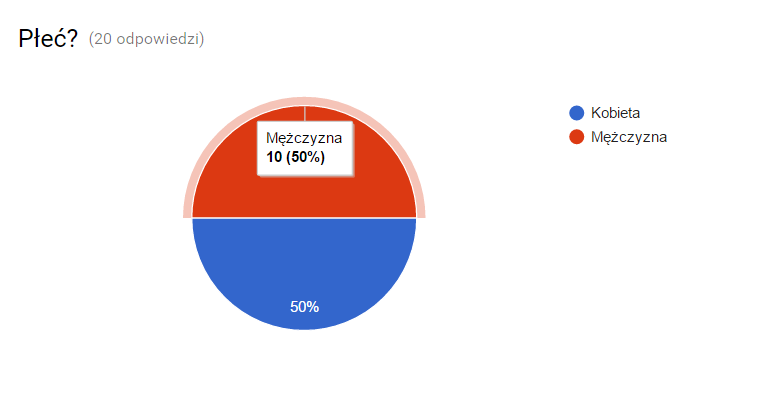 Płeć? (20 odpowiedzi)
Kobieta
Mężczyzna
Mężczyzna
10 (50%)
50%